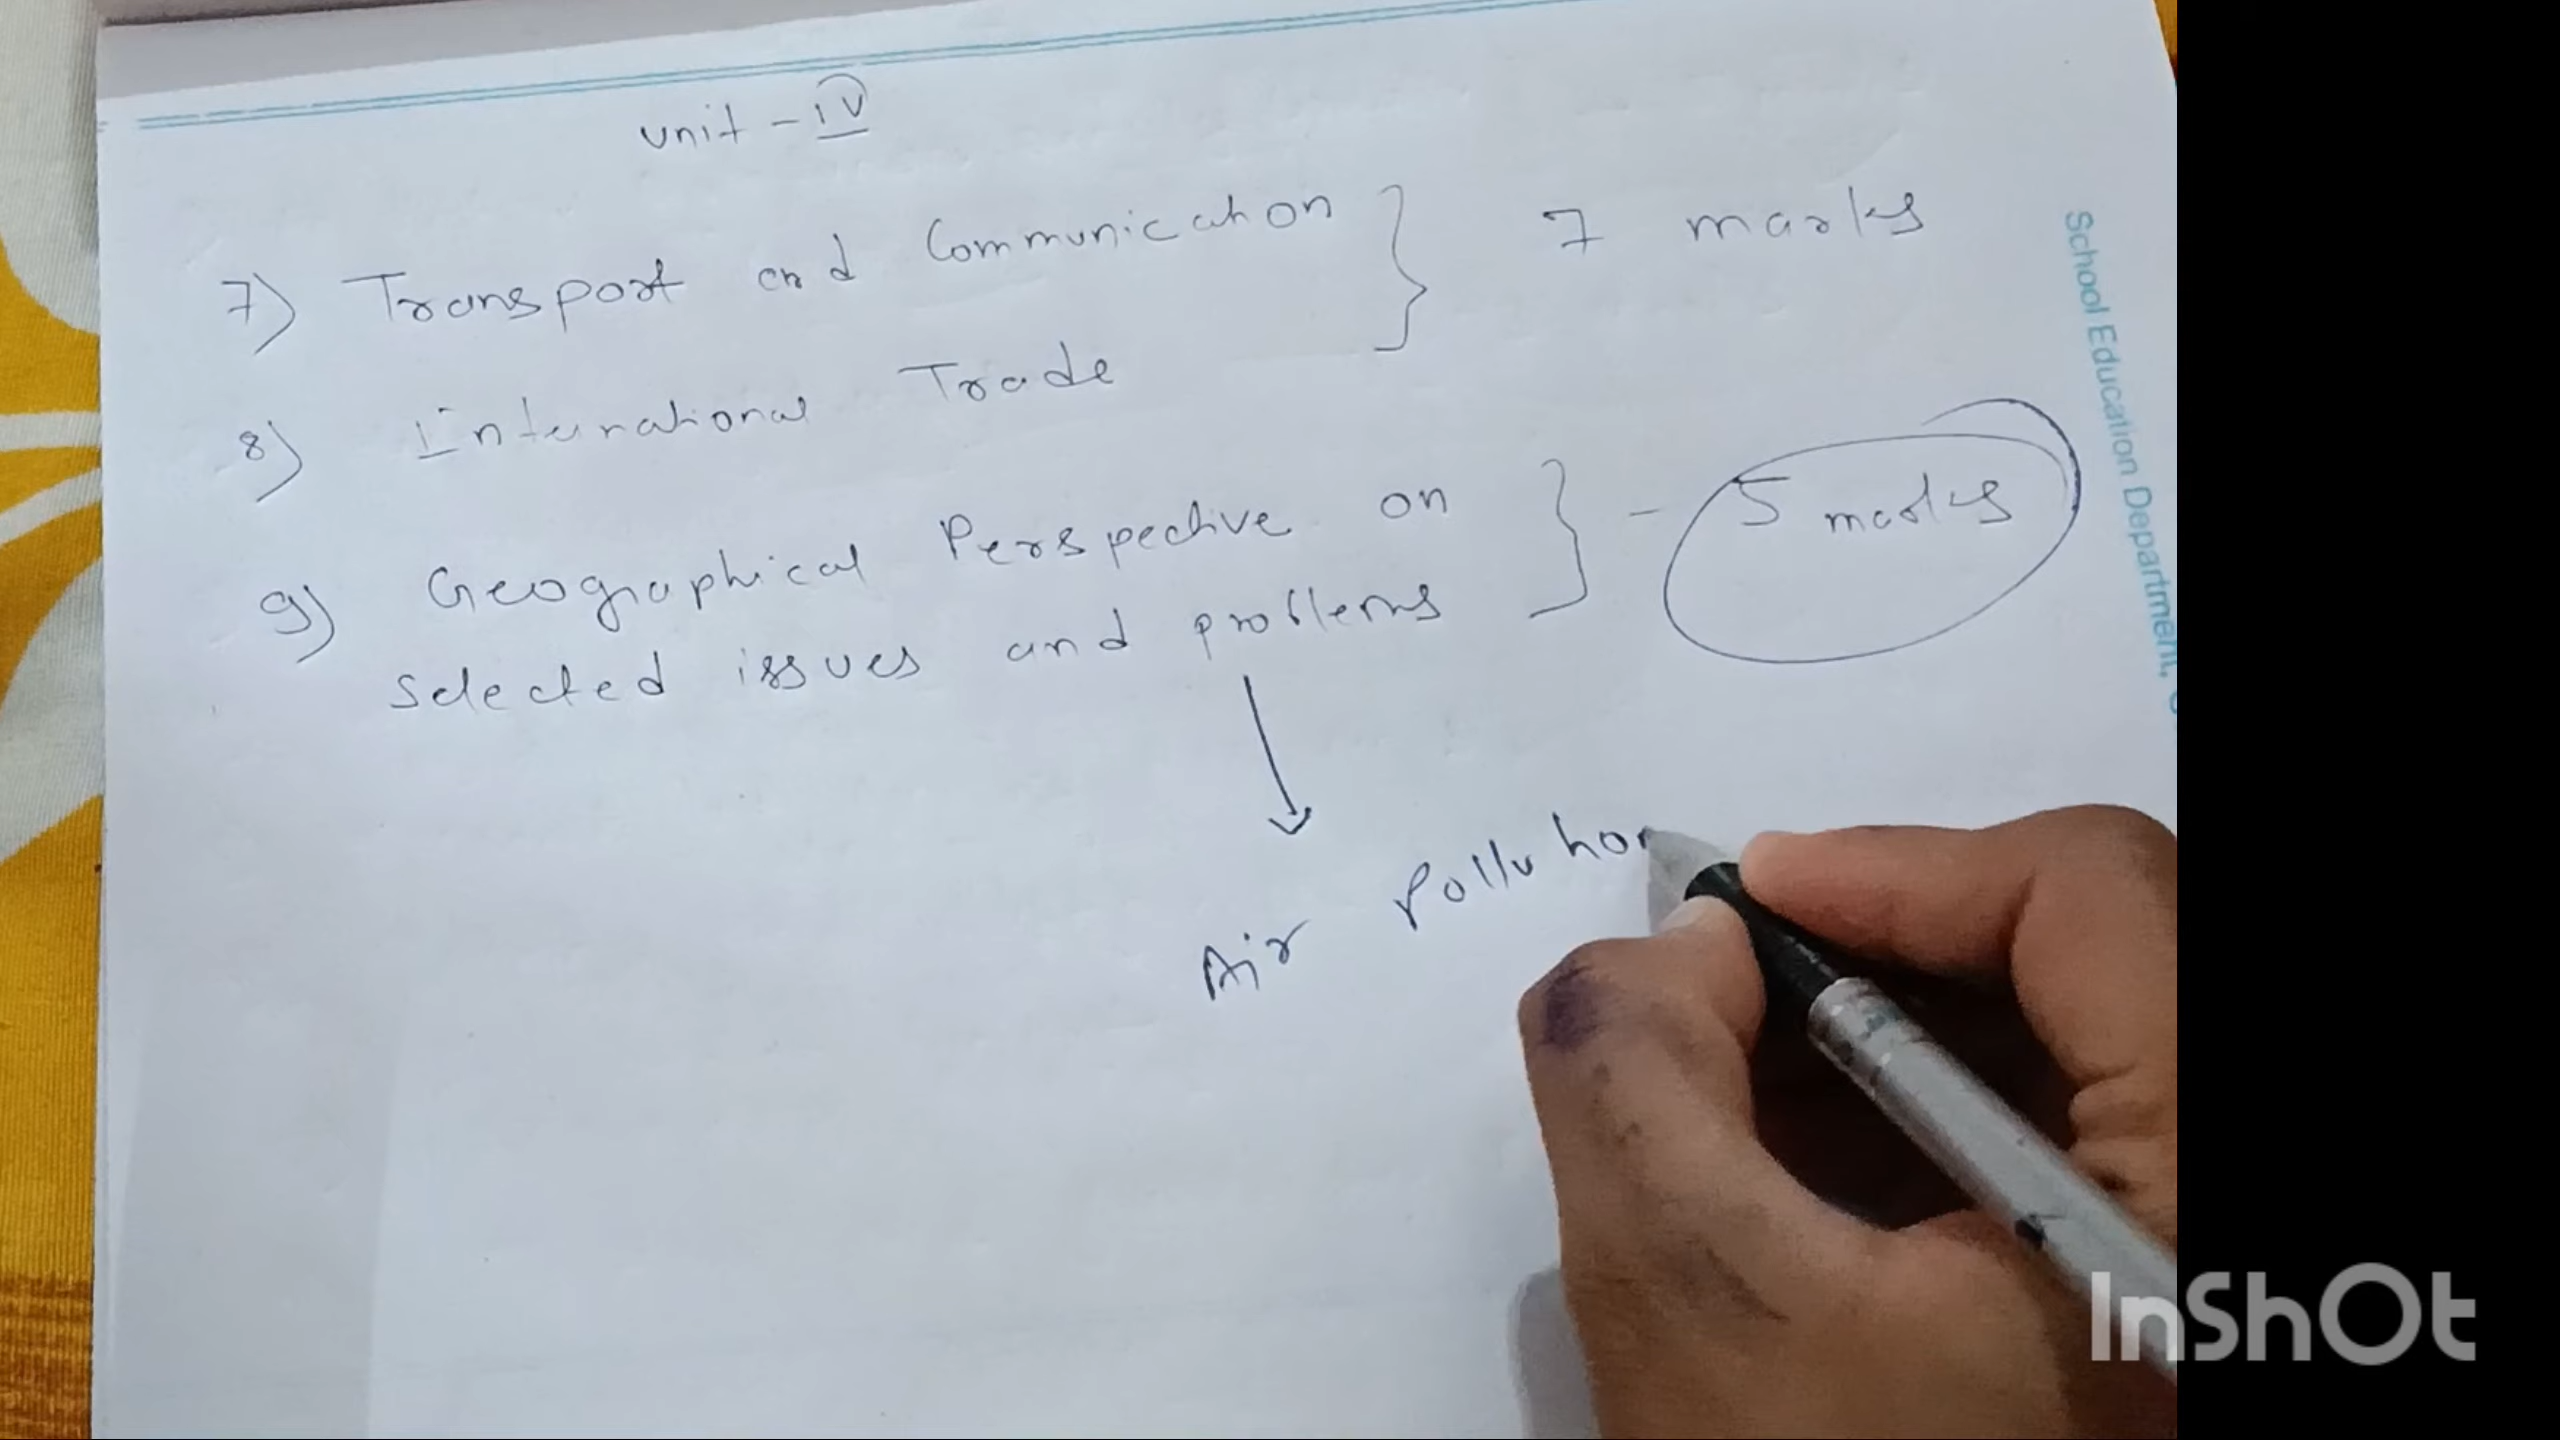 unit - IV
7) Transport and Communication } 7 marks
8) International Trade
9) Geographical Perspective on } - 5 marks
selected issues and problems
Air Pollution
School Education Department,
InShOt